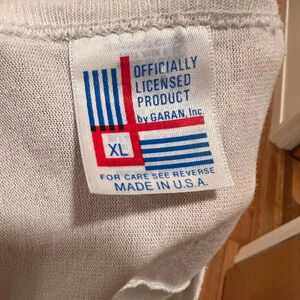 OFFICIALLY
LICENSED
PRODUCT
by GARAN, Inc.
XL
FOR CARE SEE REVERSE
MADE IN U.S.A.